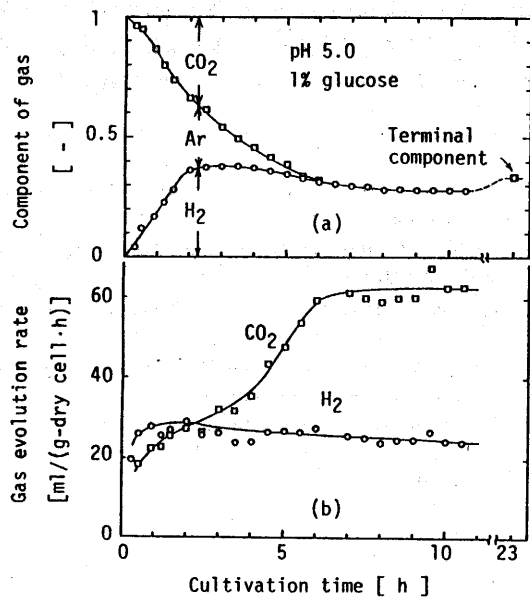 1
0.5
0
Component of gas
[ - ]
CO2
Ar
H2
pH 5.0
1% glucose
Terminal
component
(a)
60
40
20
0
Gas evolution rate
[ml/(g-dry cell·h)]
CO2
H2
(b)
0
5
10
23
Cultivation time [ h ]